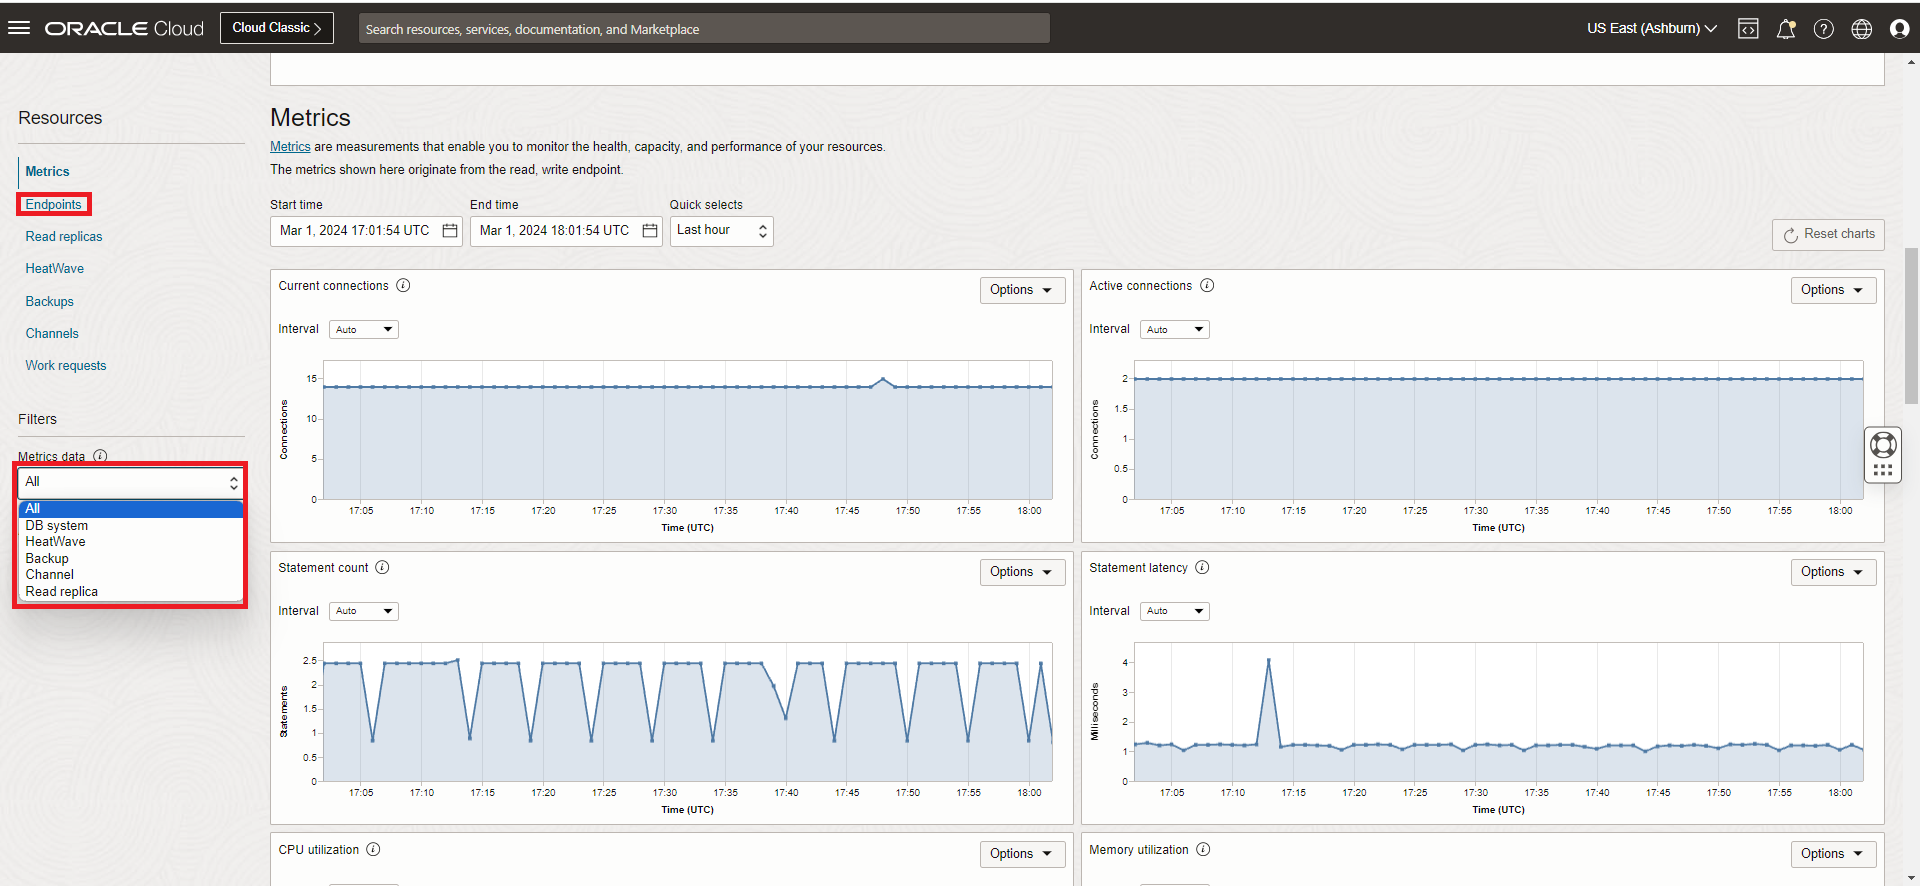 ORACLE Cloud
Cloud Classic
Search resources, services, documentation, and Marketplace
US East (Ashburn)
Resources
Metrics
Endpoints
Read replicas
HeatWave
Backups
Channels
Work requests
Filters
Metrics data
All
All
DB system
HeatWave
Backup
Channel
Read replica
Metrics
Metrics are measurements that enable you to monitor the health, capacity, and performance of your resources.
The metrics shown here originate from the read, write endpoint.
Start time
End time
Quick selects
Mar 1, 2024 17:01:54 UTC
Mar 1, 2024 18:01:54 UTC
Last hour
Reset charts
Current connections
Options
Interval
Auto
Connections
15
10
5
0
17:05 17:10 17:15 17:20 17:25 17:30 17:35 17:40 17:45 17:50 17:55 18:00
Time (UTC)
Active connections
Options
Interval
Auto
Connections
2
1.5
1
0.5
0
17:05 17:10 17:15 17:20 17:25 17:30 17:35 17:40 17:45 17:50 17:55 18:00
Time (UTC)
Statement count
Options
Interval
Auto
Statements
2.5
2
1.5
1
0.5
0
17:05 17:10 17:15 17:20 17:25 17:30 17:35 17:40 17:45 17:50 17:55 18:00
Time (UTC)
Statement latency
Options
Interval
Auto
Milliseconds
4
3
2
1
0
17:05 17:10 17:15 17:20 17:25 17:30 17:35 17:40 17:45 17:50 17:55 18:00
Time (UTC)
CPU utilization
Options
Memory utilization
Options